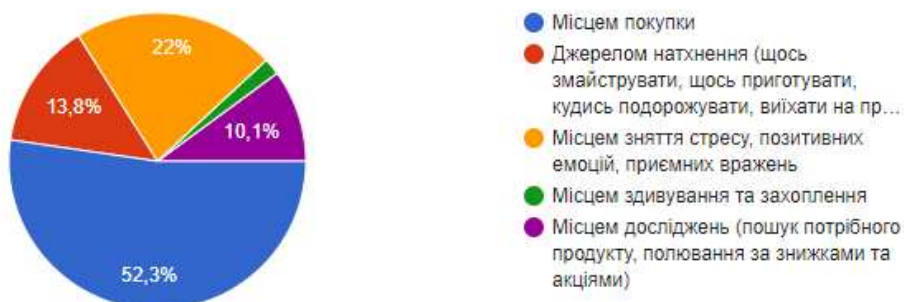 22%
13,8%
10,1%
52,3%
Місцем покупки
Джерелом натхнення (щось
змайструвати, щось приготувати,
кудись подорожувати, виїхати на пр…
Місцем зняття стресу, позитивних
емоцій, приємних вражень
Місцем здивування та захоплення
Місцем досліджень (пошук потрібного
продукту, полювання за знижками та
акціями)